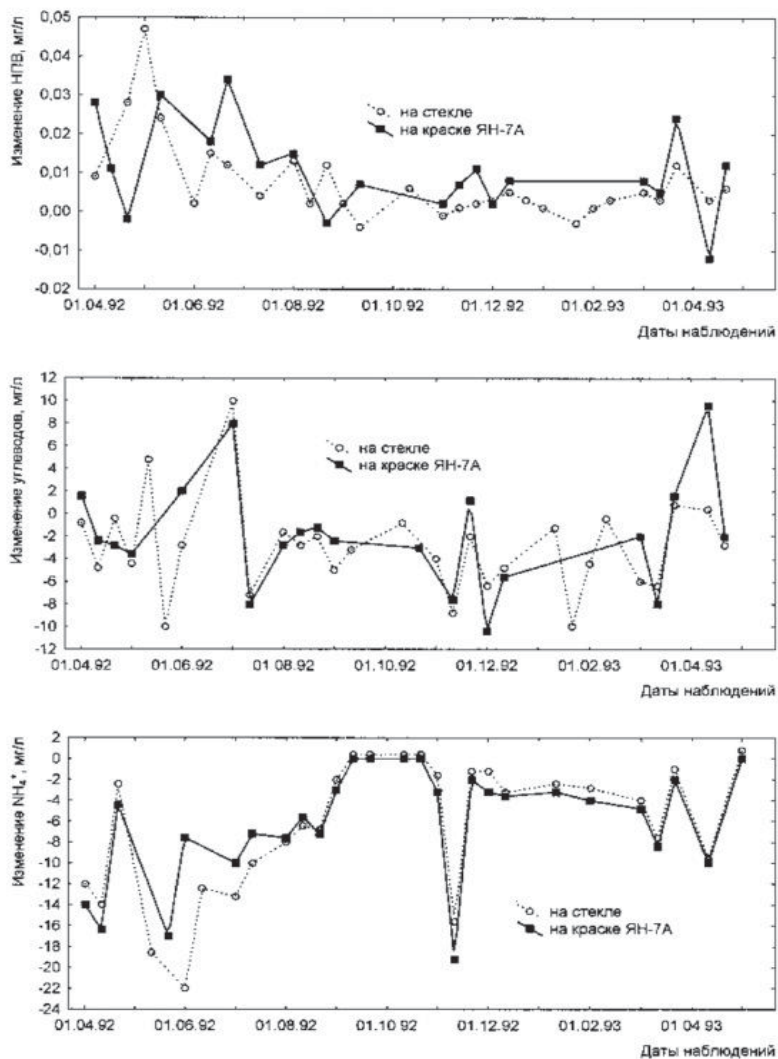 Изменение НПВ, мг/л
0,05
0,04
0,03
0,02
0,01
0,00
-0,01
-0,02
на стекле
на краске ЯН-7А
01.04.92 01.06.92 01.08.92 01.10.92 01.12.92 01.02.93 01.04.93
Даты наблюдений
Изменение углеводов, мг/л
12
10
8
6
4
2
0
-2
-4
-6
-8
-10
-12
на стекле
на краске ЯН-7А
01.04.92 01.06.92 01.08.92 01.10.92 01.12.92 01.02.93 01.04.93
Даты наблюдений
Изменение NH₄⁺, мг/л
2
0
-2
-4
-6
-8
-10
-12
-14
-16
-18
-20
-22
-24
на стекле
на краске ЯН-7А
01.04.92 01.06.92 01.08.92 01.10.92 01.12.92 01.02.93 01.04.93
Даты наблюдений